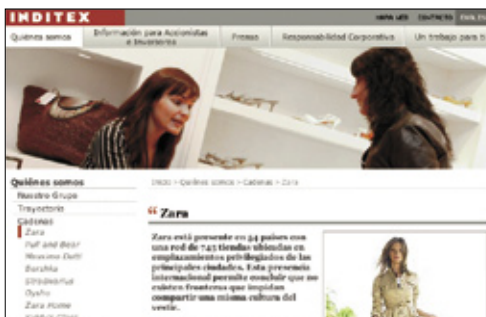 INDITEX
MAPA WEB CONTACTO
Quiénes somos Información para Accionistas e Inversores Prensa Responsabilidad Corporativa Un trabajo para t
Quiénes somos
Inicio > Quiénes somos > Cadenas > Zara
Nuestro Grupo
Trayectoria
Cadenas
Zara
Pull and Bear
Massimo Dutti
Bershka
Stradivarius
Oysho
Zara Home
“ Zara
Zara está presente en 34 países con
una red de 743 tiendas ubicadas en
emplazamientos privilegiados de las
principales ciudades. Esta presencia
internacional permite concluir que no
existen fronteras que impidan
compartir una misma cultura del
vestir.